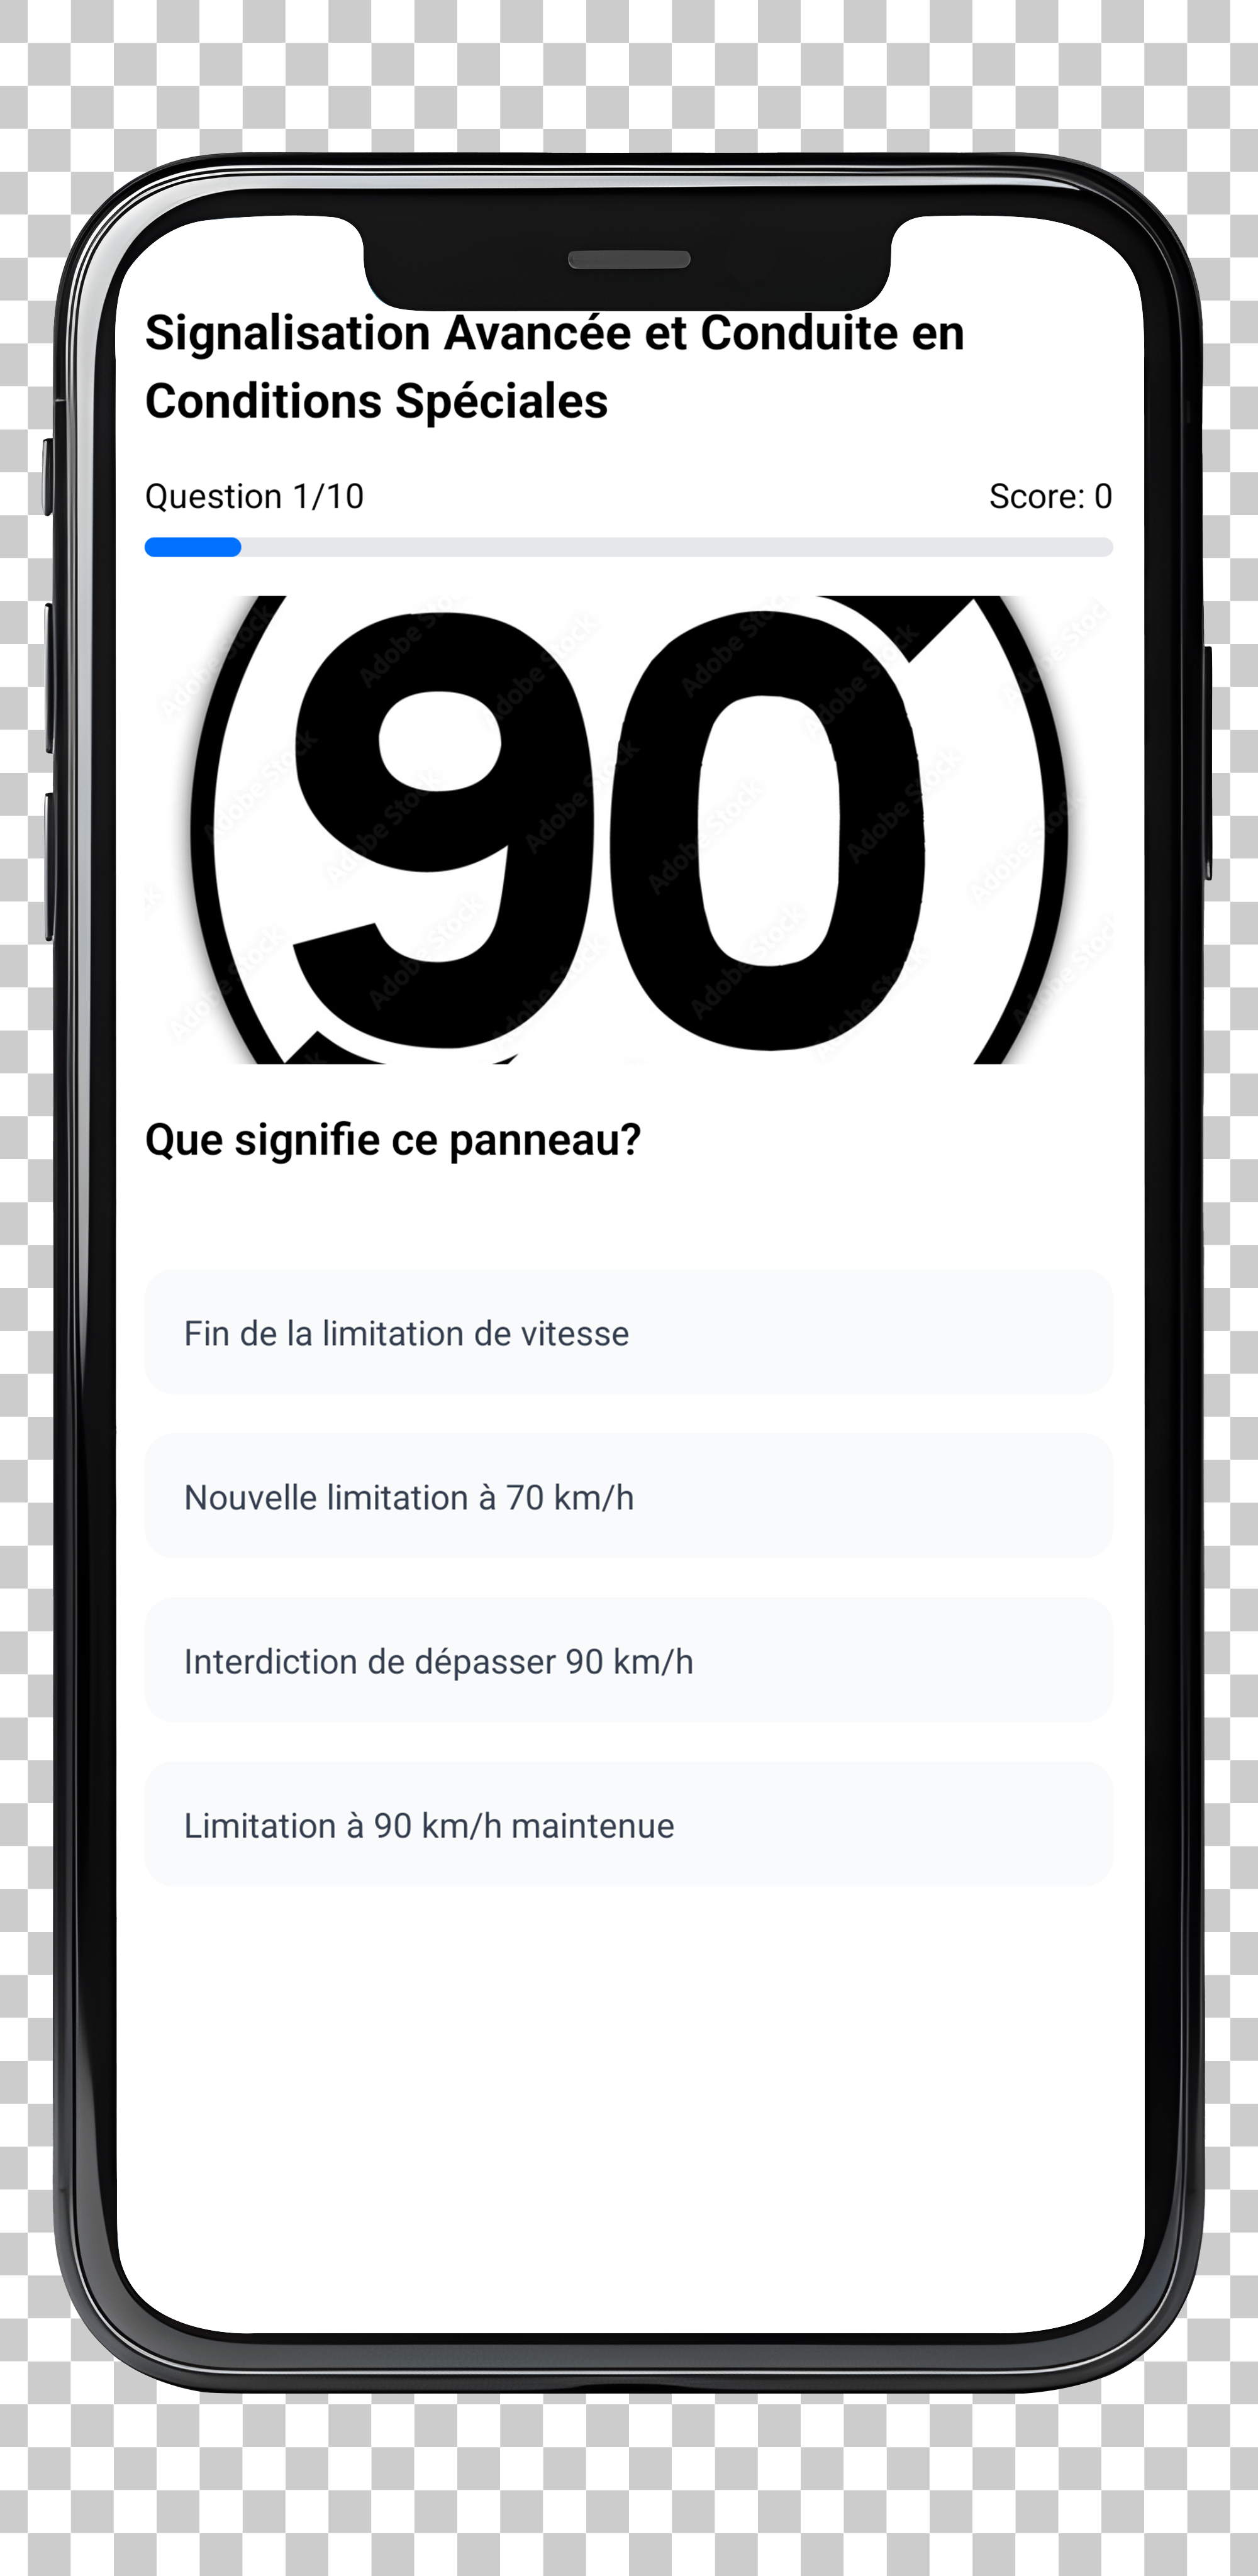 Signalisation Avancée et Conduite en
Conditions Spéciales
Question 1/10
Score: 0
90
Adobe Stock
Que signifie ce panneau?
Fin de la limitation de vitesse
Nouvelle limitation à 70 km/h
Interdiction de dépasser 90 km/h
Limitation à 90 km/h maintenue